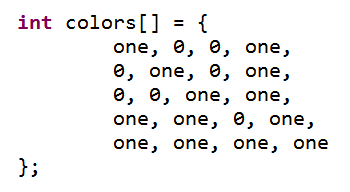 int colors[] = {
one, 0, 0, one,
0, one, 0, one,
0, 0, one, one,
one, one, 0, one,
one, one, one, one
};